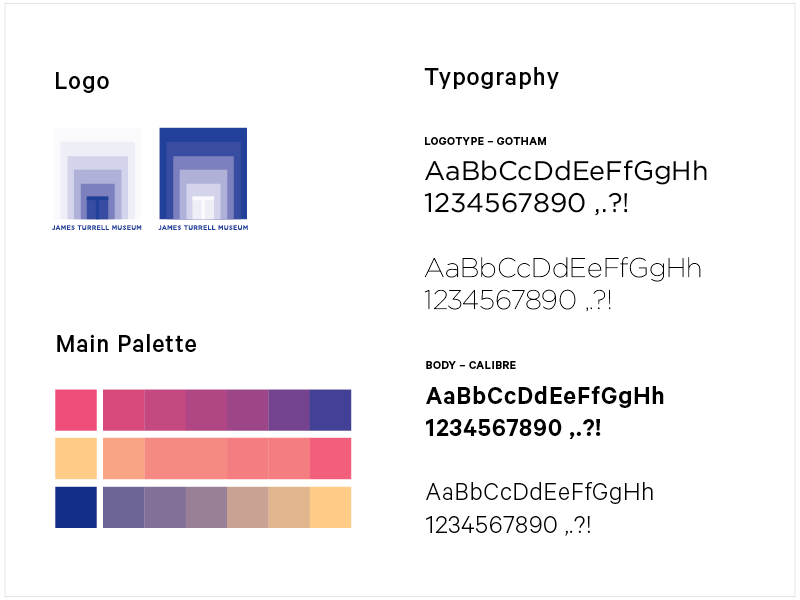 Logo
JAMES TURRELL MUSEUM
JAMES TURRELL MUSEUM
Main Palette
Typography
LOGOTYPE – GOTHAM
AaBbCcDdEeFfGgHh
1234567890 ,.?!
AaBbCcDdEeFfGgHh
1234567890 ,.?!
BODY – CALIBRE
AaBbCcDdEeFfGgHh
1234567890 ,.?!
AaBbCcDdEeFfGgHh
1234567890 ,.?!